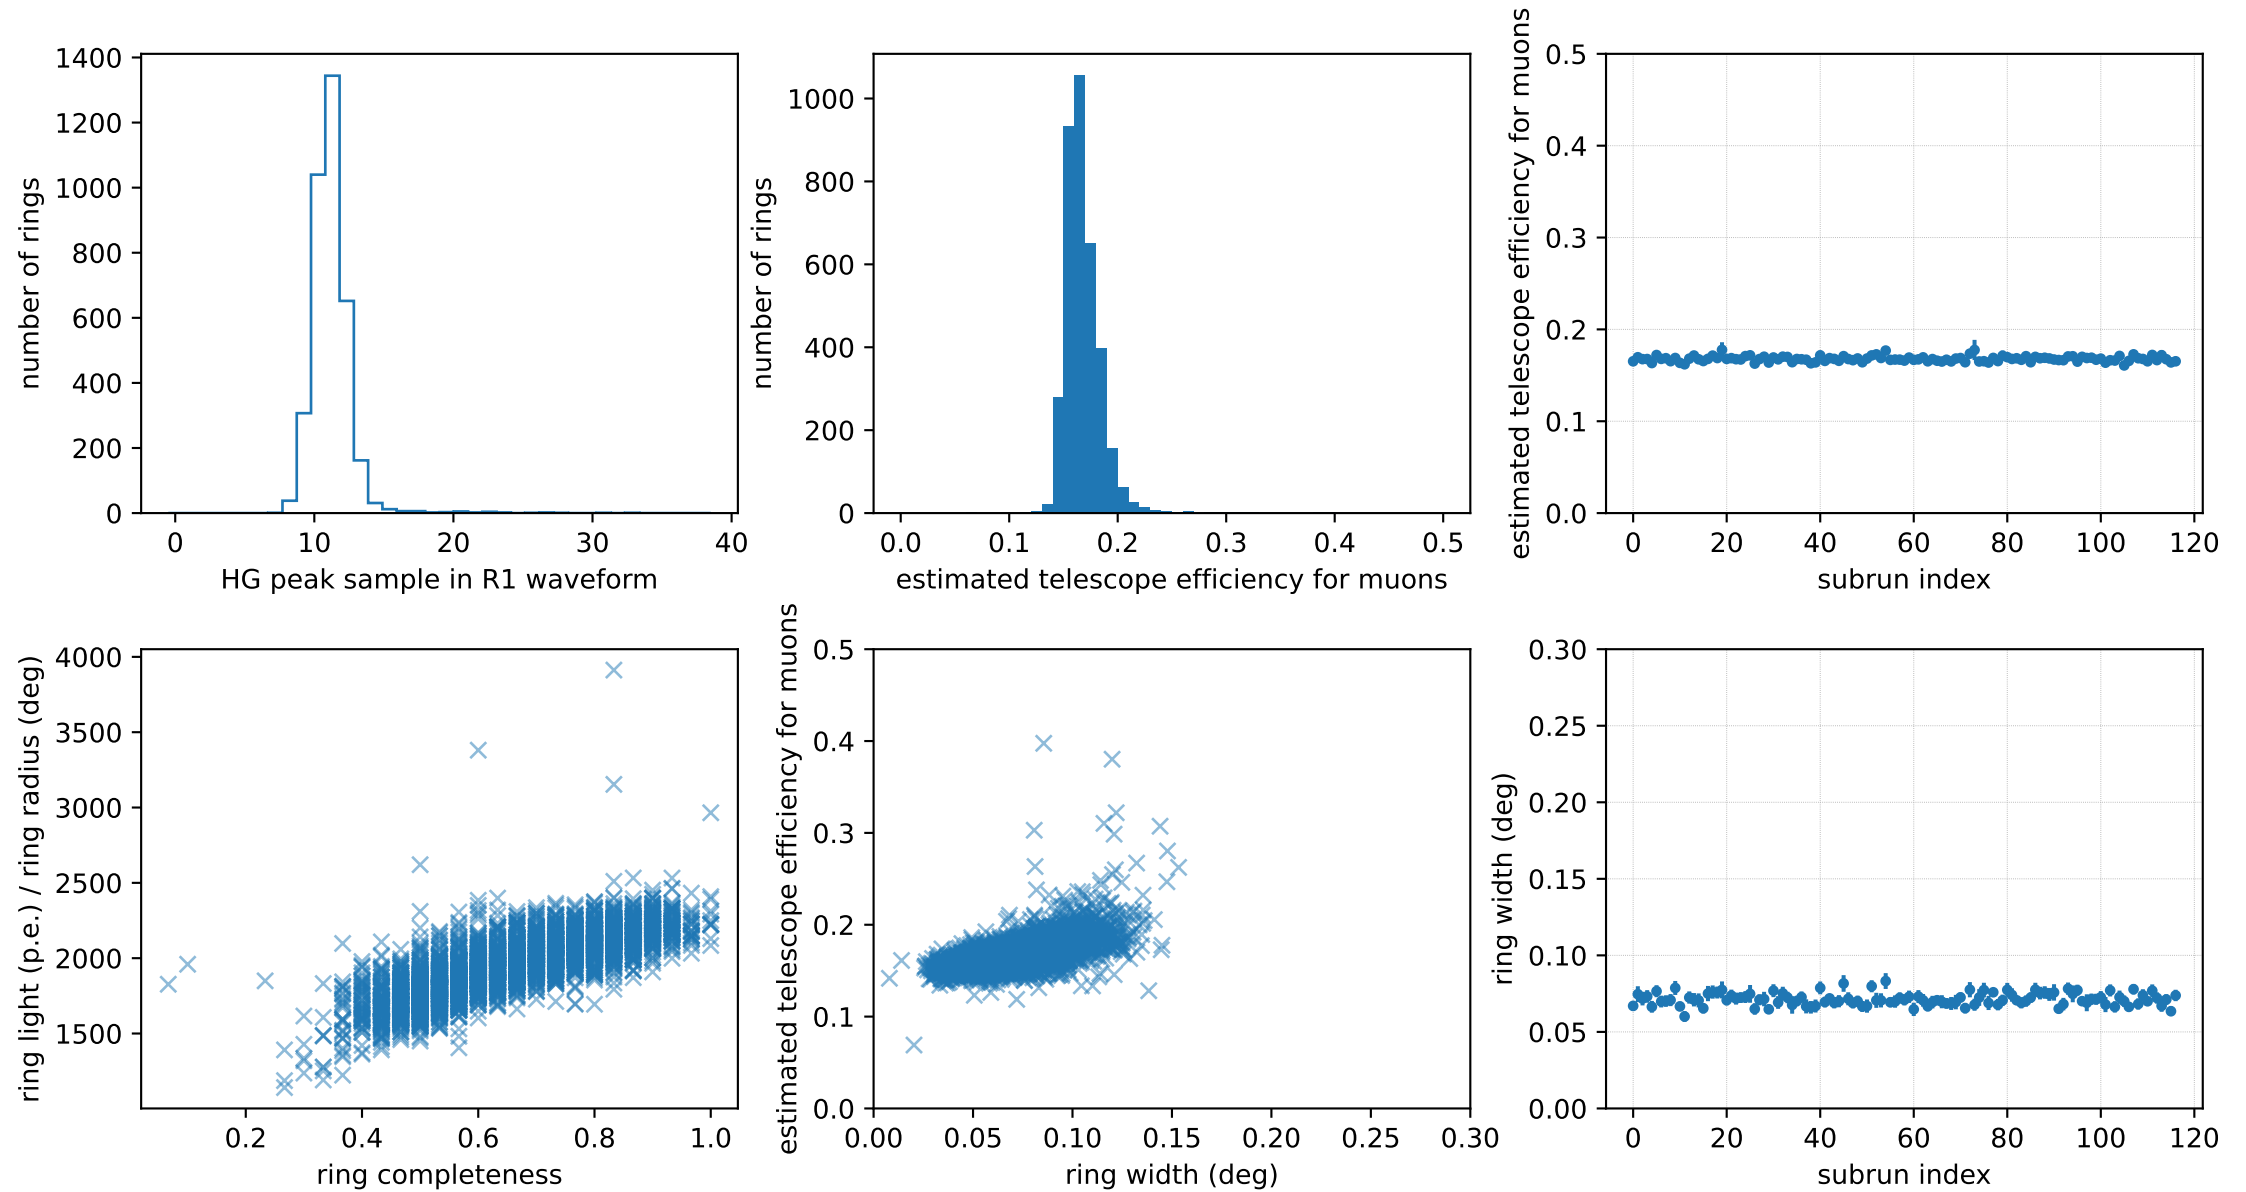 number of rings
1400
1200
1000
800
600
400
200
0
0 10 20 30 40
HG peak sample in R1 waveform
number of rings
1000
800
600
400
200
0
0.0 0.1 0.2 0.3 0.4 0.5
estimated telescope efficiency for muons
estimated telescope efficiency for muons
0.5
0.4
0.3
0.2
0.1
0.0
0 20 40 60 80 100 120
subrun index
ring light (p.e.) / ring radius (deg)
4000
3500
3000
2500
2000
1500
0.2 0.4 0.6 0.8 1.0
ring completeness
estimated telescope efficiency for muons
0.5
0.4
0.3
0.2
0.1
0.0
0.00 0.05 0.10 0.15 0.20 0.25 0.30
ring width (deg)
ring width (deg)
0.30
0.25
0.20
0.15
0.10
0.05
0.00
0 20 40 60 80 100 120
subrun index